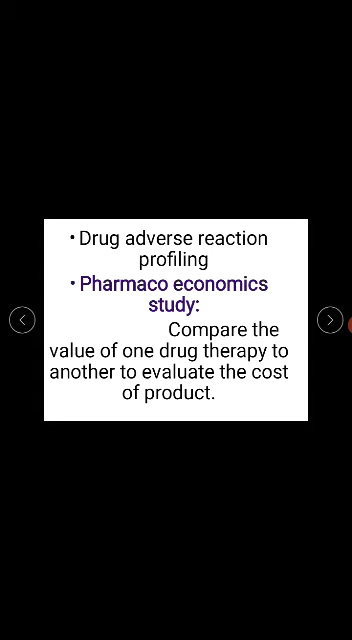 • Drug adverse reaction
profiling
• Pharmaco economics
study:
Compare the
value of one drug therapy to
another to evaluate the cost
of product.